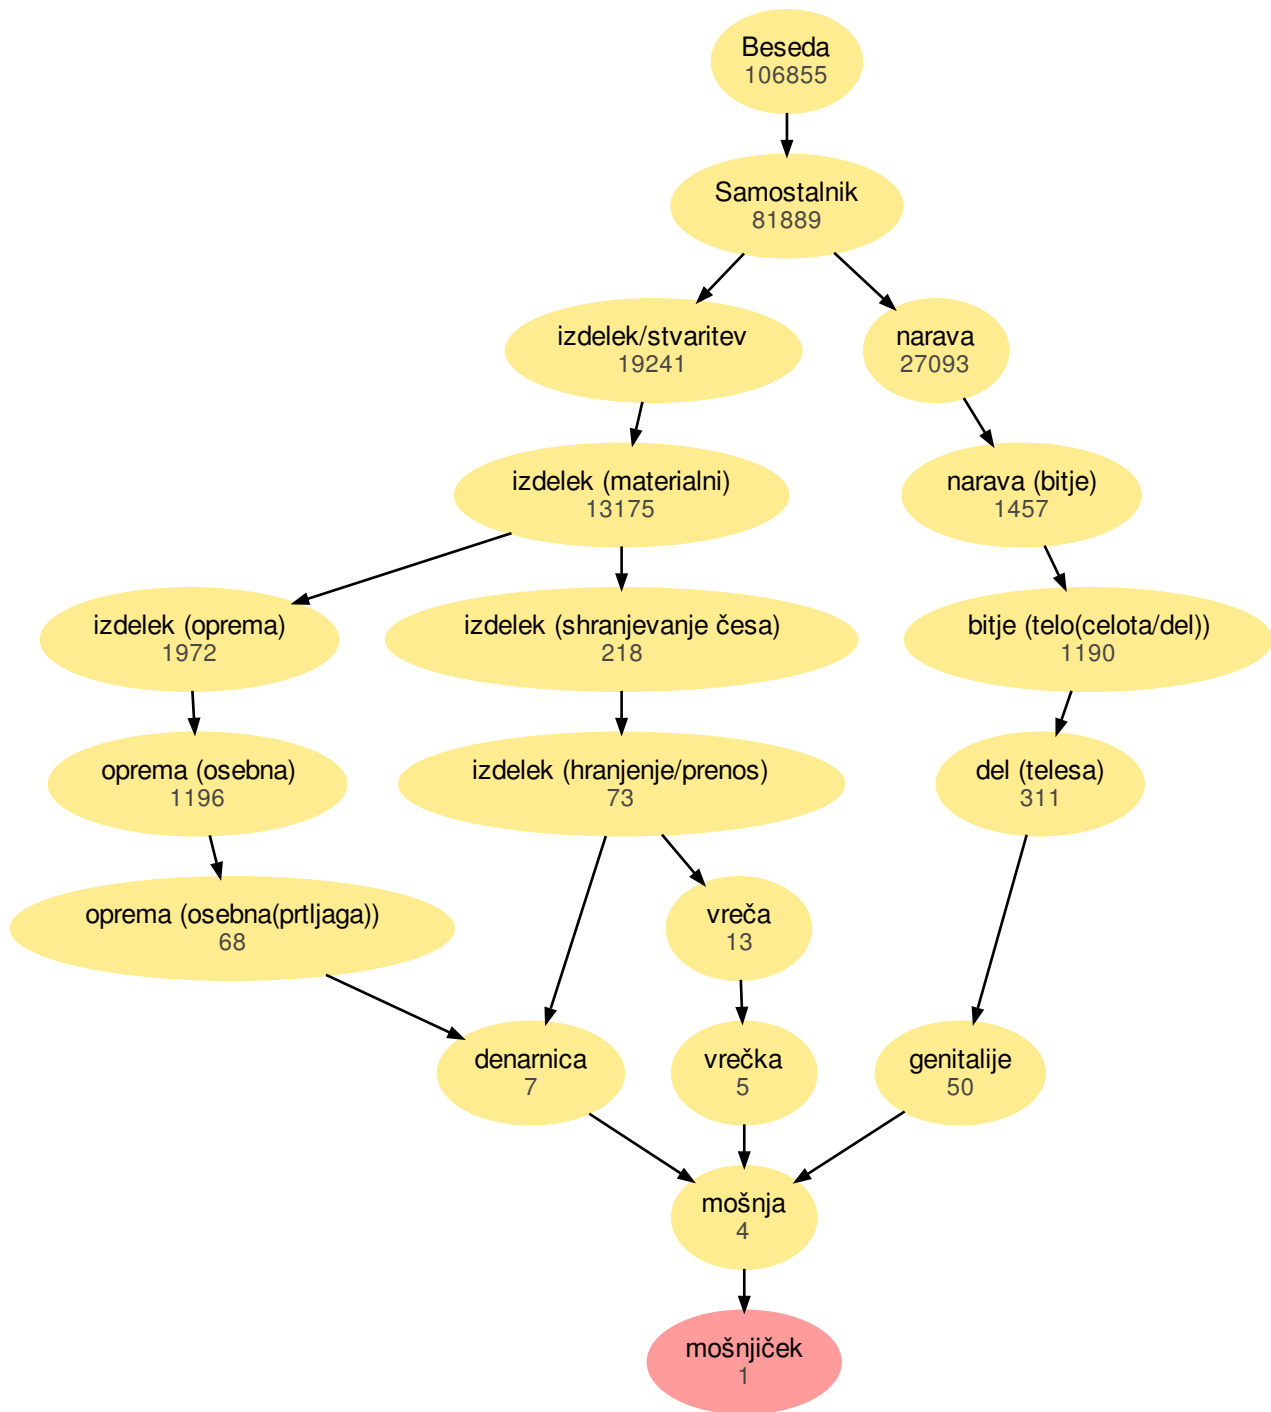 Beseda
106855
Samostalnik
81889
izdelek/stvaritev
19241
narava
27093
izdelek (materialni)
13175
narava (bitje)
1457
izdelek (oprema)
1972
izdelek (shranjevanje česa)
218
bitje (telo(celota/del))
1190
oprema (osebna)
1196
izdelek (hranjenje/prenos)
73
del (telesa)
311
oprema (osebna(prtljaga))
68
vreča
13
denarnica
7
vrečka
5
genitalije
50
mošnja
4
mošnjiček
1